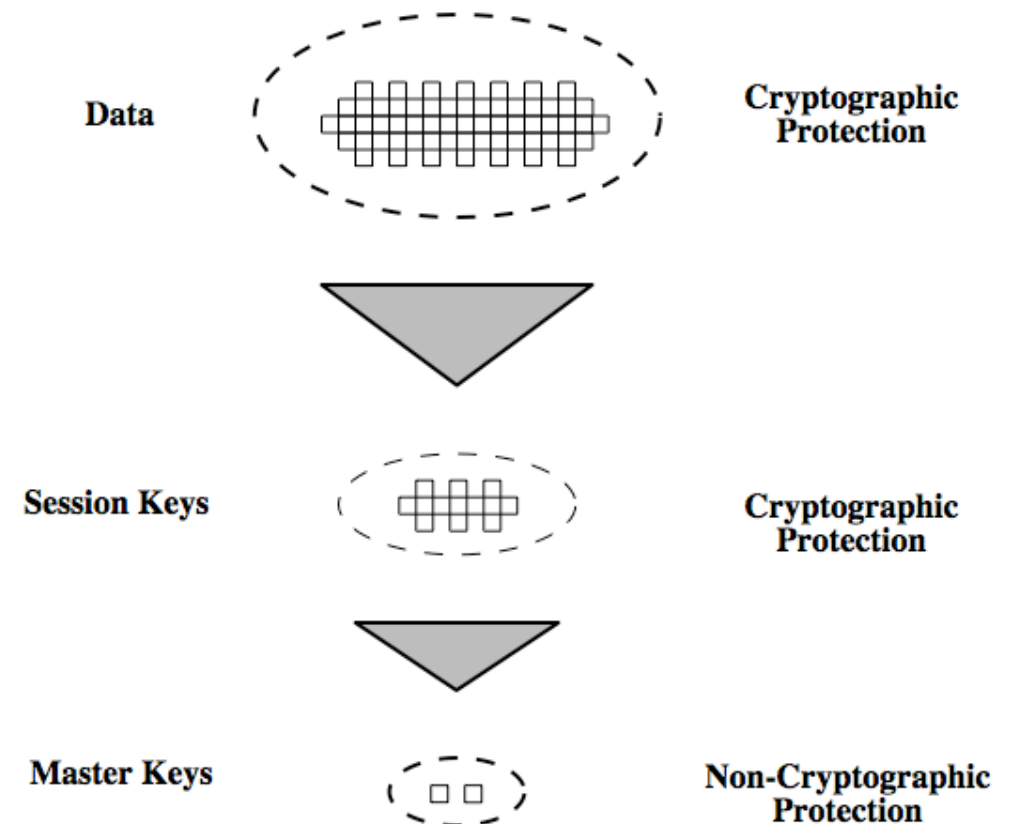 Data
Cryptographic
Protection
Session Keys
Cryptographic
Protection
Master Keys
Non-Cryptographic
Protection